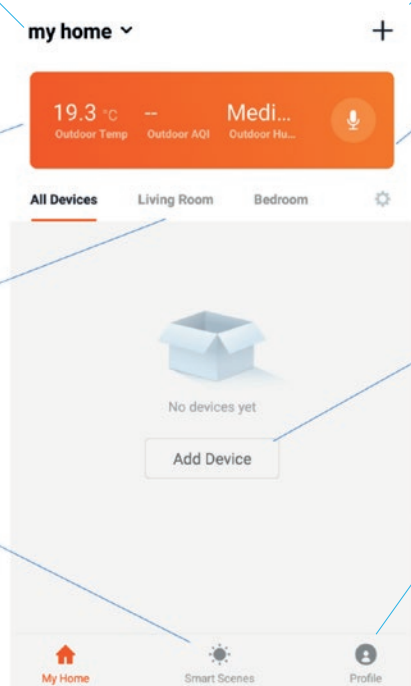 my home
19.3 °C -- Medi...
Outdoor Temp Outdoor AQI Outdoor Hu...
All Devices Living Room Bedroom
No devices yet
Add Device
My Home Smart Scenes Profile